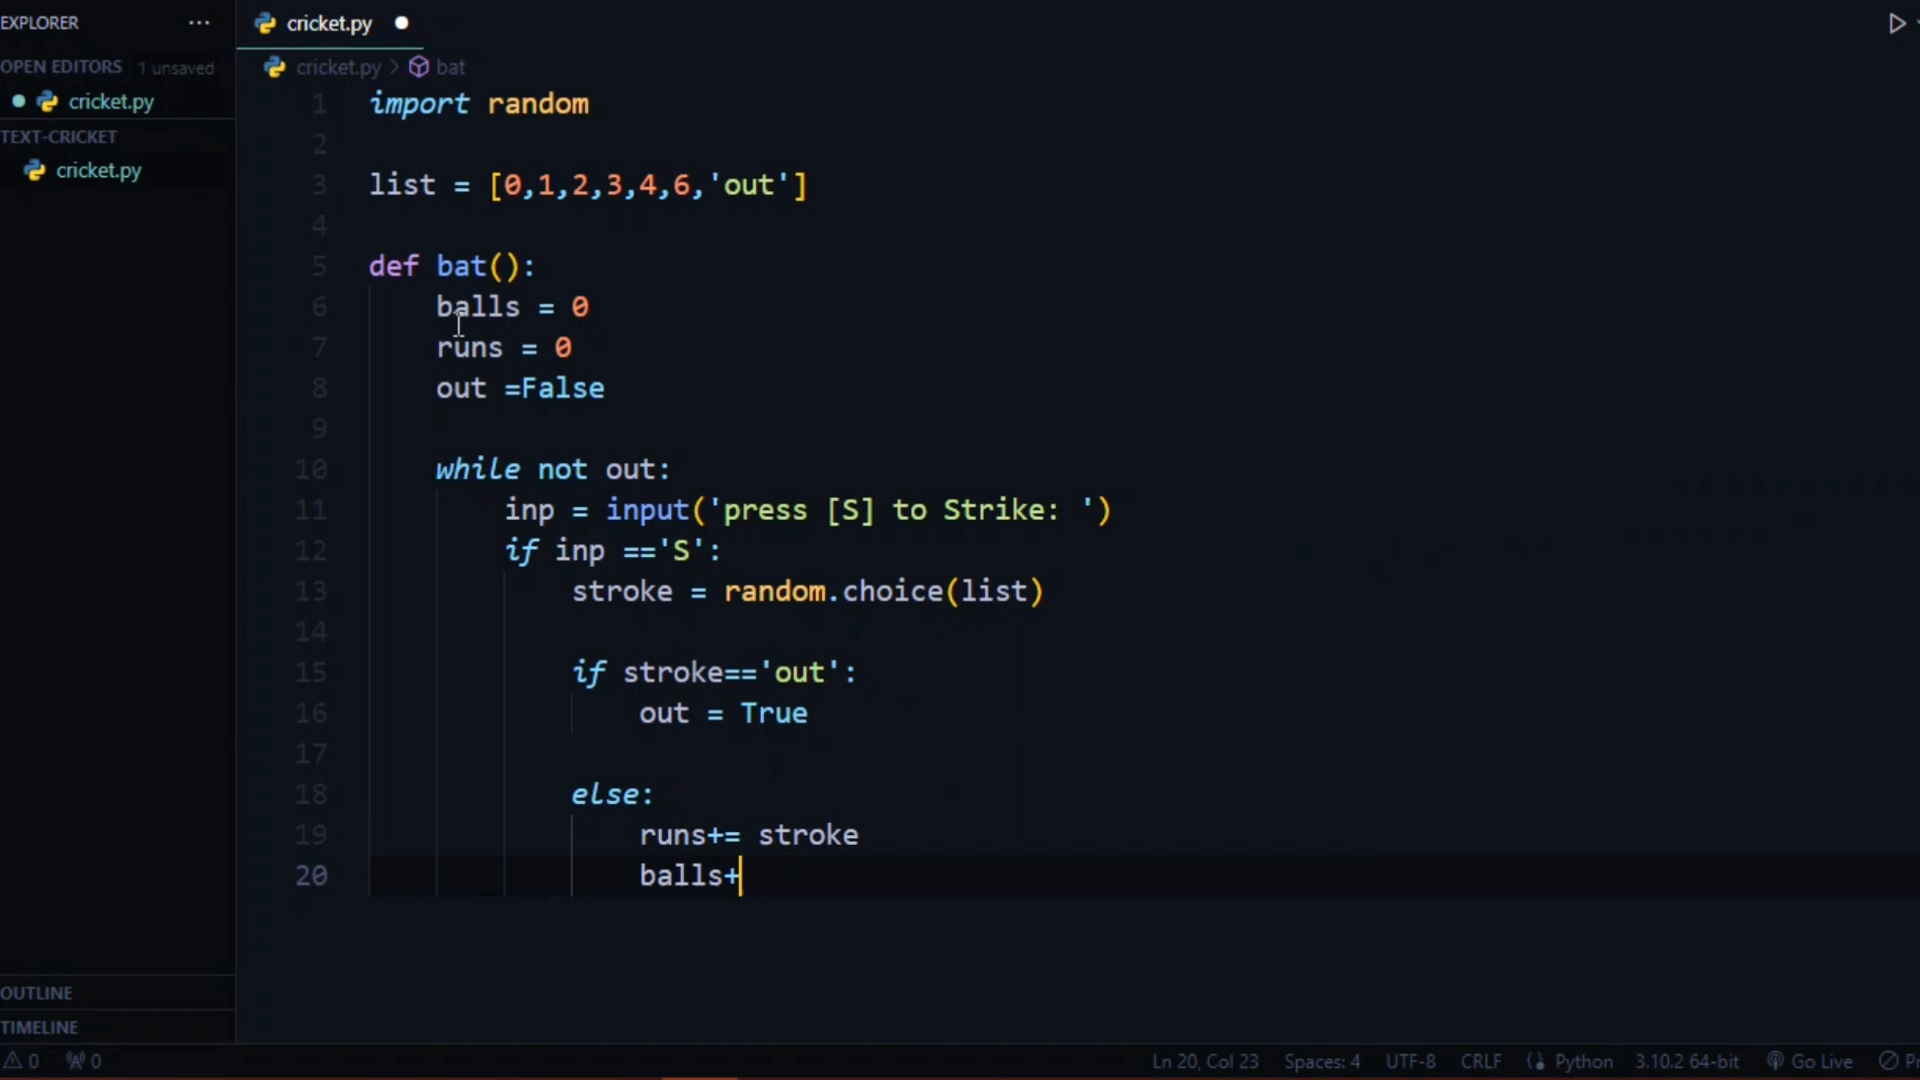 EXPLORER ···
cricket.py
OPEN EDITORS 1 unsaved
cricket.py > bat
cricket.py
TEXT-CRICKET
cricket.py
1 import random
2
3 list = [0,1,2,3,4,6,'out']
4
5 def bat():
6 balls = 0
7 runs = 0
8 out =False
9
10 while not out:
11 inp = input('press [S] to Strike: ')
12 if inp =='S':
13 stroke = random.choice(list)
14
15 if stroke=='out':
16 out = True
17
18 else:
19 runs+= stroke
20 balls+
OUTLINE
TIMELINE
0 0 Ln 20, Col 23 Spaces: 4 UTF-8 CRLF Python 3.10.2 64-bit Go Live